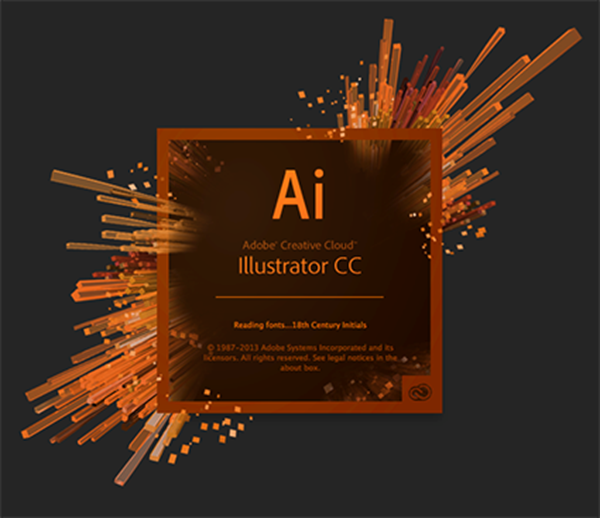 Ai
Adobe® Creative Cloud™
Illustrator CC
Reading fonts...18th Century Initials
© 1987-2013 Adobe Systems Incorporated and its
licensors. All rights reserved. See legal notices in the
about box.